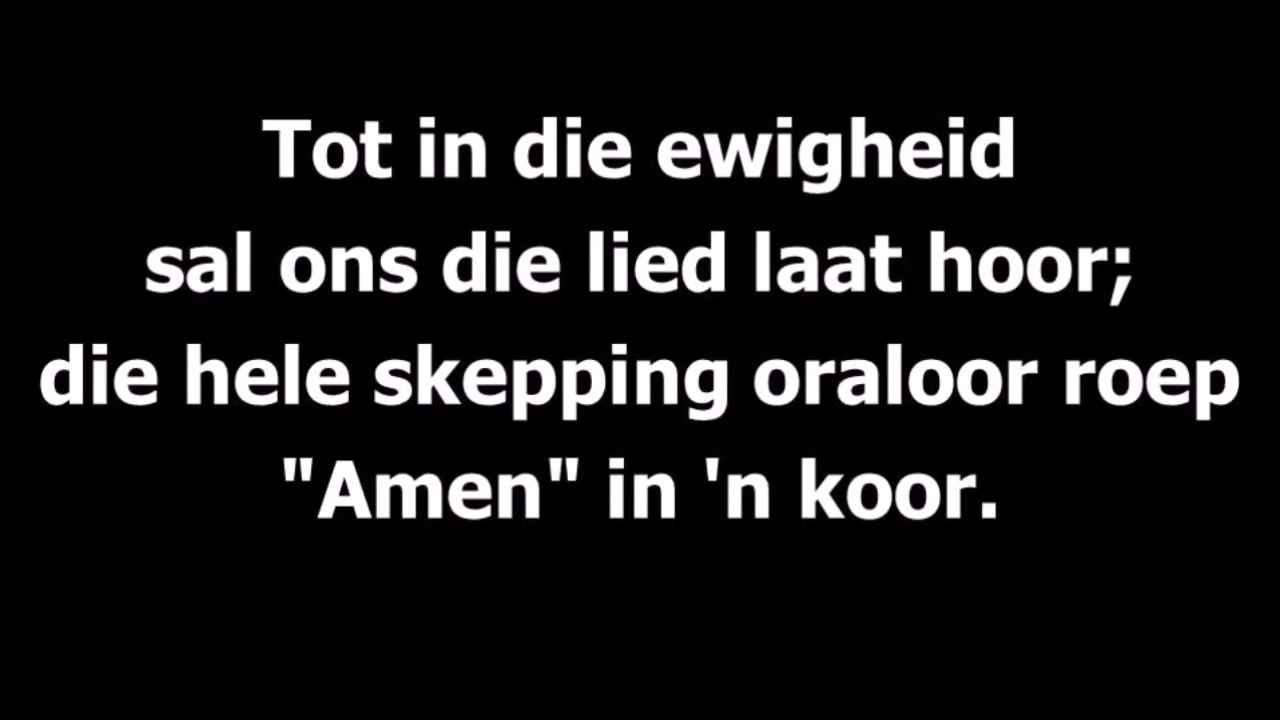 Tot in die ewigheid
sal ons die lied laat hoor;
die hele skepping oraloor roep
"Amen" in 'n koor.